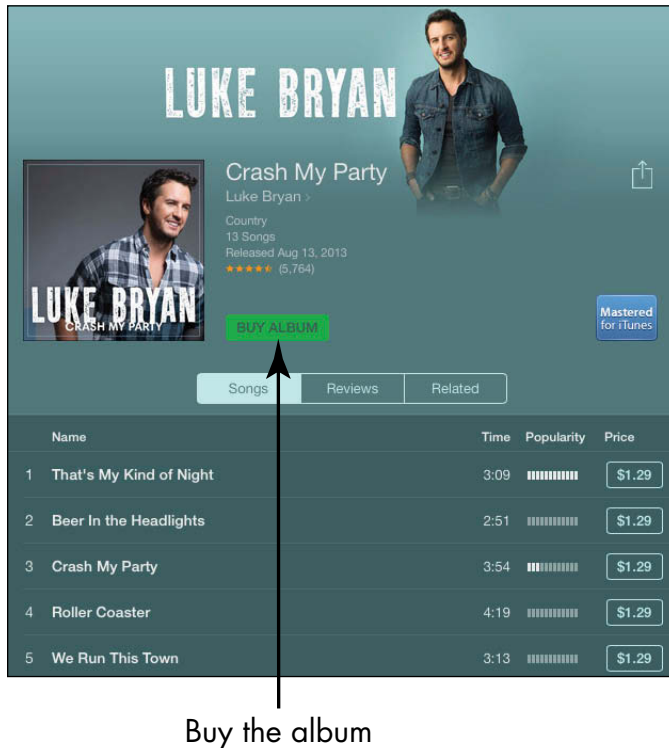 LUKE BRYAN
Crash My Party
Luke Bryan >
Country
13 Songs
Released Aug 13, 2013
★★★★★ (5,764)
LUKE BRYAN
CRASH MY PARTY
BUY ALBUM
Mastered
for iTunes
Songs Reviews Related
Name Time Popularity Price
1 That's My Kind of Night 3:09 $1.29
2 Beer In the Headlights 2:51 $1.29
3 Crash My Party 3:54 $1.29
4 Roller Coaster 4:19 $1.29
5 We Run This Town 3:13 $1.29
Buy the album